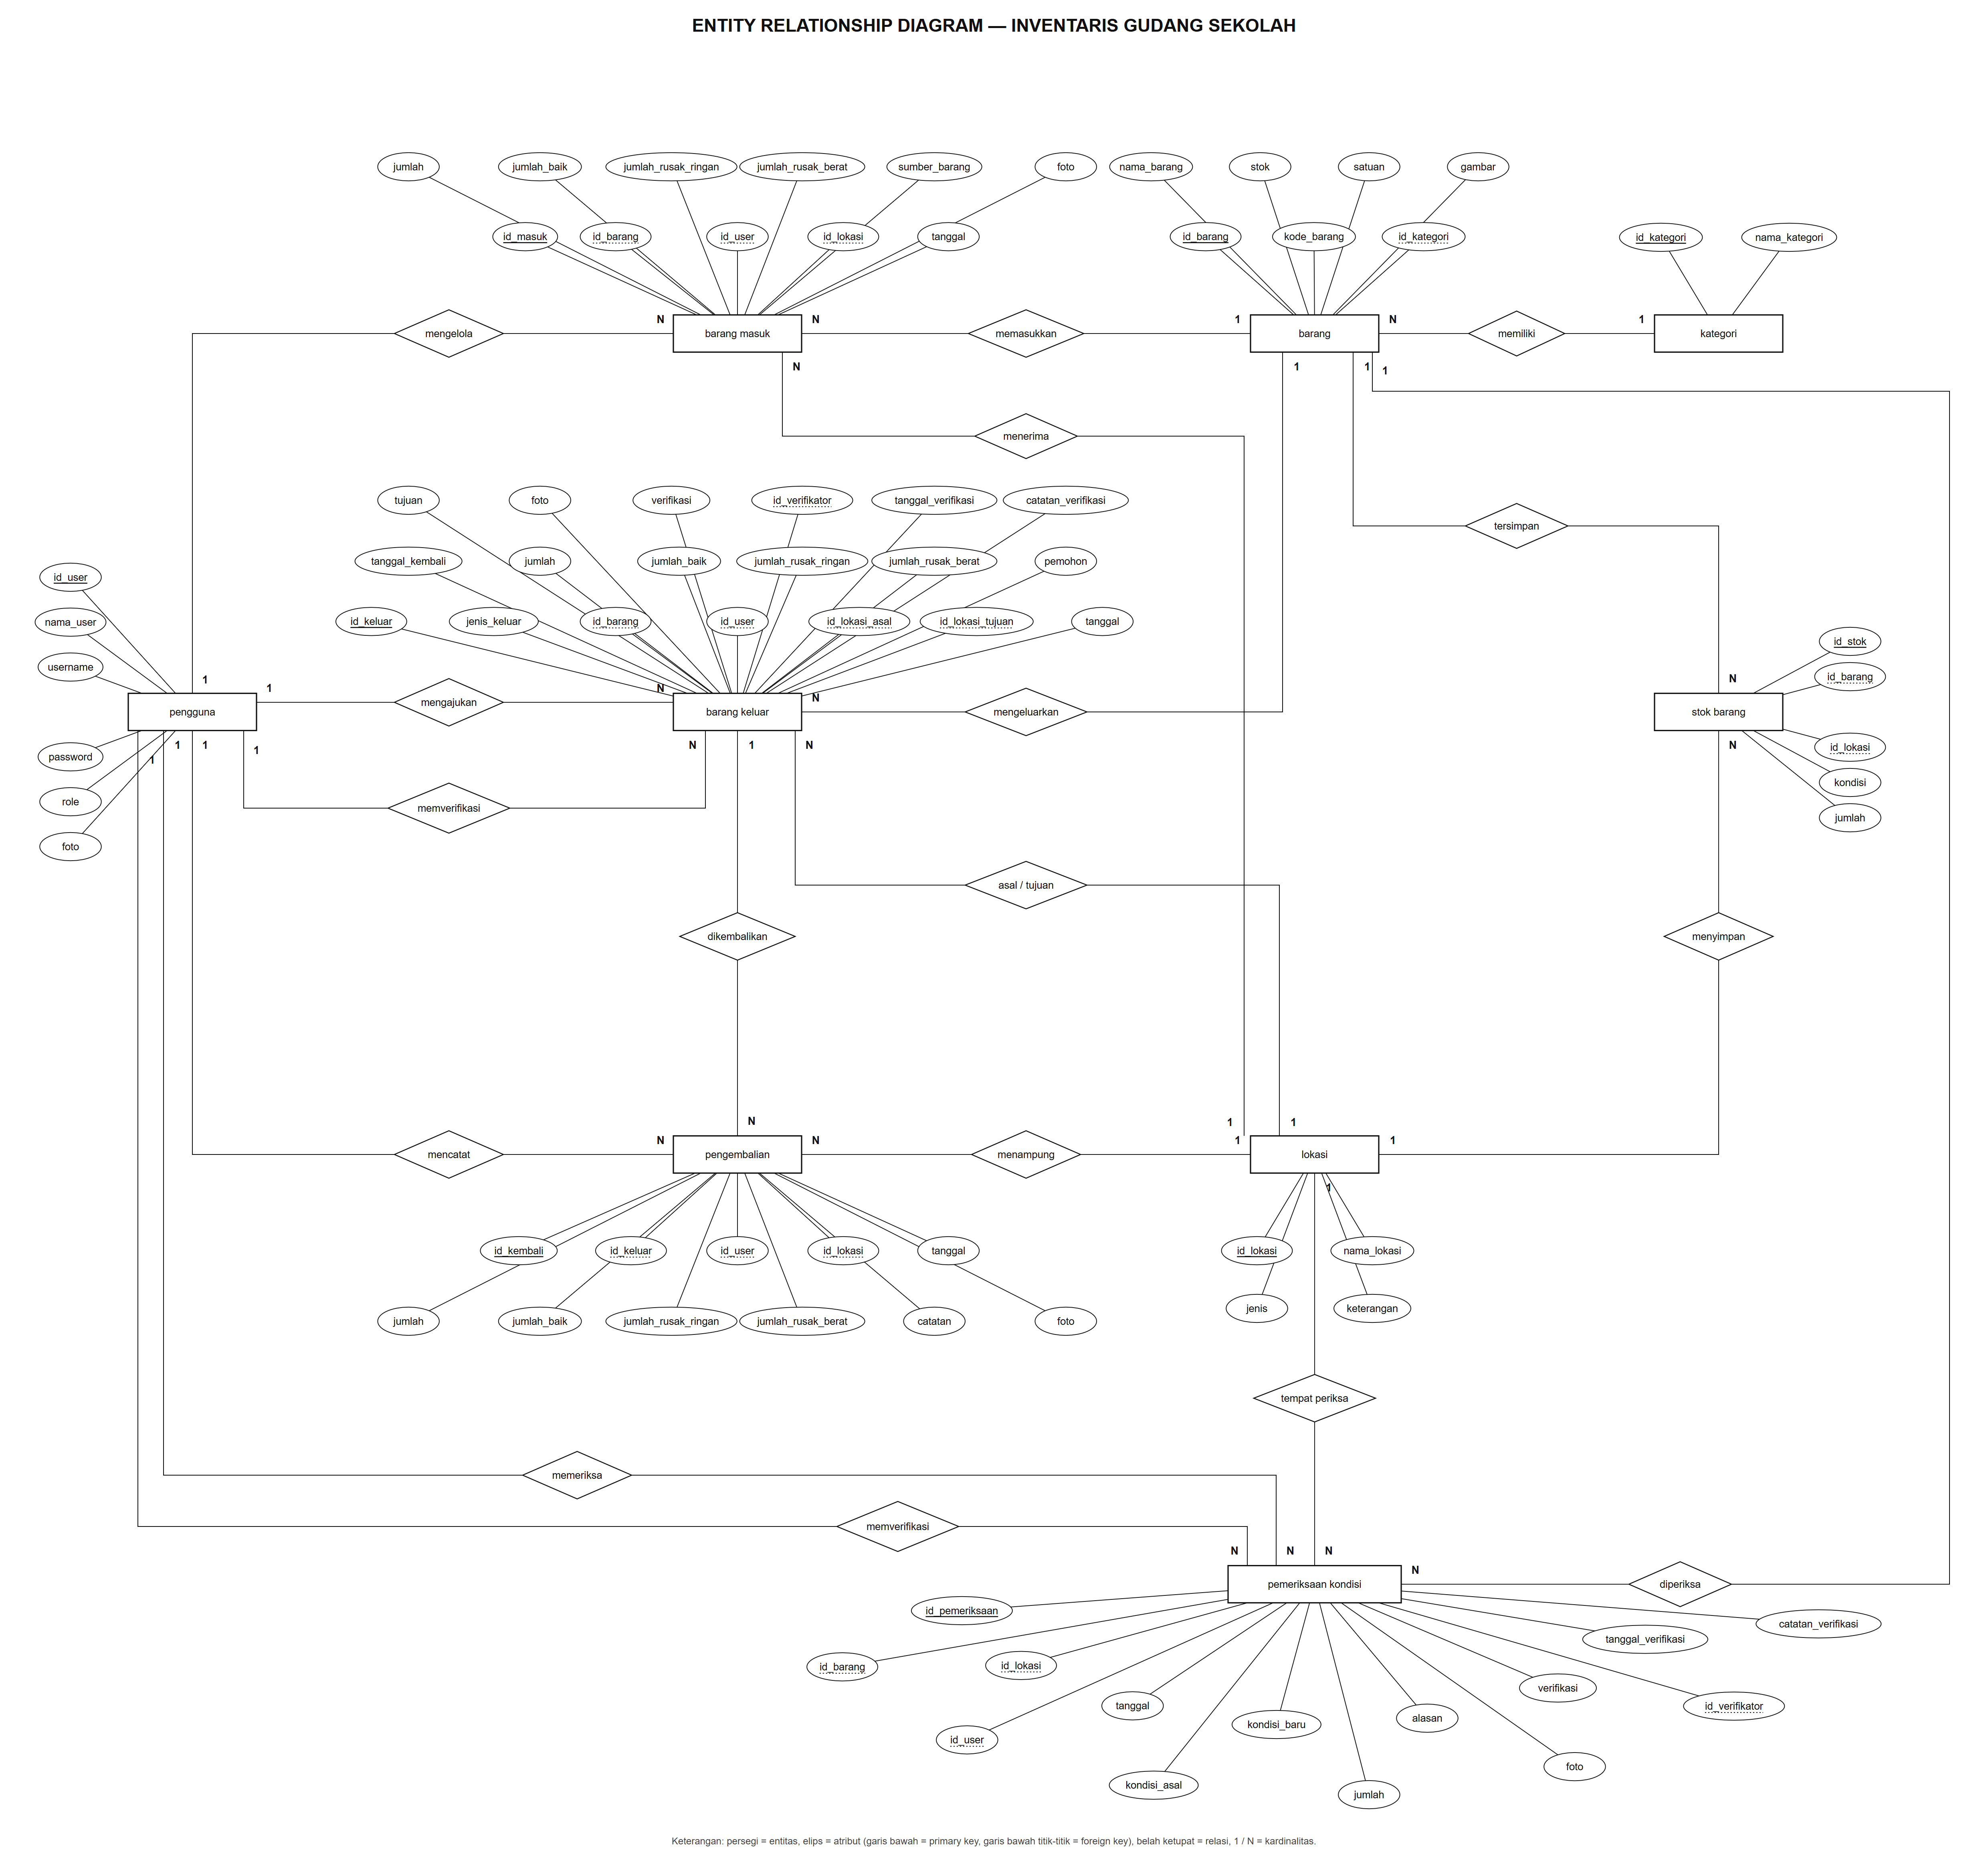 ENTITY RELATIONSHIP DIAGRAM — INVENTARIS GUDANG SEKOLAH
jumlah
jumlah_baik
jumlah_rusak_ringan
jumlah_rusak_berat
sumber_barang
foto
nama_barang
stok
satuan
gambar
id_masuk
id_barang
id_user
id_lokasi
tanggal
id_barang
kode_barang
id_kategori
id_kategori
nama_kategori
mengelola
N
barang masuk
N
memasukkan
1
barang
N
memiliki
1
kategori
N
1
1
1
menerima
tujuan
foto
verifikasi
id_verifikator
tanggal_verifikasi
catatan_verifikasi
tersimpan
tanggal_kembali
jumlah
jumlah_baik
jumlah_rusak_ringan
jumlah_rusak_berat
pemohon
id_user
nama_user
username
id_keluar
jenis_keluar
id_barang
id_user
id_lokasi_asal
id_lokasi_tujuan
tanggal
id_stok
id_barang
1
1
N
N
N
pengguna
mengajukan
barang keluar
mengeluarkan
stok barang
1
1
1
1
N
1
N
N
password
role
foto
id_lokasi
kondisi
jumlah
memverifikasi
asal / tujuan
dikembalikan
menyimpan
N
1
1
N
N
1
1
mencatat
pengembalian
menampung
lokasi
1
id_kembali
id_keluar
id_user
id_lokasi
tanggal
id_lokasi
nama_lokasi
jumlah
jumlah_baik
jumlah_rusak_ringan
jumlah_rusak_berat
catatan
foto
jenis
keterangan
tempat periksa
memeriksa
memverifikasi
N
N
N
N
pemeriksaan kondisi
diperiksa
id_pemeriksaan
catatan_verifikasi
tanggal_verifikasi
id_barang
id_lokasi
verifikasi
tanggal
id_verifikator
kondisi_baru
alasan
id_user
foto
kondisi_asal
jumlah
Keterangan: persegi = entitas, elips = atribut (garis bawah = primary key, garis bawah titik-titik = foreign key), belah ketupat = relasi, 1 / N = kardinalitas.